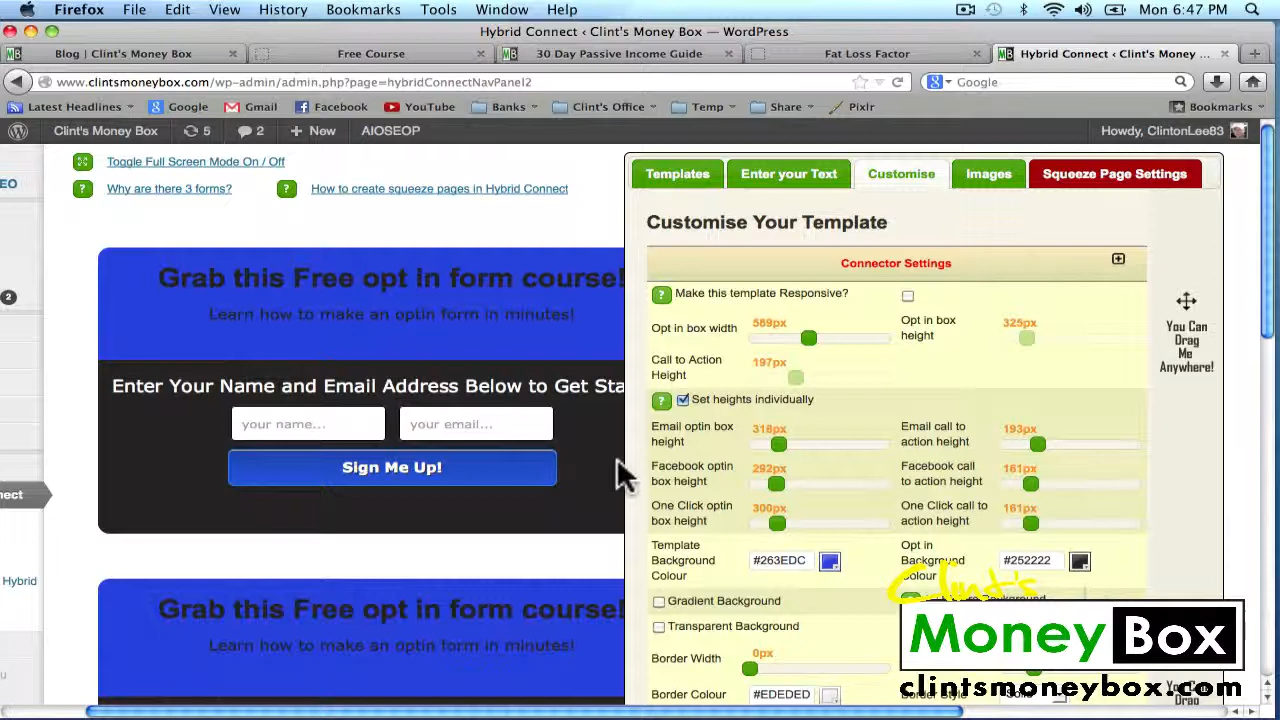 Firefox File Edit View History Bookmarks Tools Window Help Mon 6:47 PM
Hybrid Connect ‹ Clint's Money Box — WordPress
Blog | Clint's Money Box Free Course 30 Day Passive Income Guide Fat Loss Factor Hybrid Connect ‹ Clint's Money ...
www.clintsmoneybox.com/wp-admin/admin.php?page=hybridConnectNavPanel2 Google
Latest Headlines Google Gmail Facebook YouTube Banks Clint's Office Temp Share Pixlr Bookmarks
Clint's Money Box 5 2 New AIOSEOP Howdy, ClintonLee83
Toggle Full Screen Mode On / Off
EO
Why are there 3 forms? How to create squeeze pages in Hybrid Connect
Grab this Free opt in form course!
Learn how to make an optin form in minutes!
Enter Your Name and Email Address Below to Get Sta
your name... your email...
Sign Me Up!
2
nect
Hybrid
Grab this Free opt in form course!
Learn how to make an optin form in minutes!
Templates Enter your Text Customise Images Squeeze Page Settings
Customise Your Template
Connector Settings
Make this template Responsive?
Opt in box width 589px Opt in box height 325px
Call to Action Height 197px
Set heights individually
Email optin box height 318px Email call to action height 193px
Facebook optin box height 292px Facebook call to action height 161px
One Click optin box height 300px One Click call to action height 161px
Template Background Colour #263EDC Opt in Background Colour #252222
Gradient Background
Transparent Background
Border Width 0px
Border Colour #EDEDED Border Style
You Can
Drag
Me
Anywhere!
You Can
Drag
Clint's
Money Box
clintsmoneybox.com